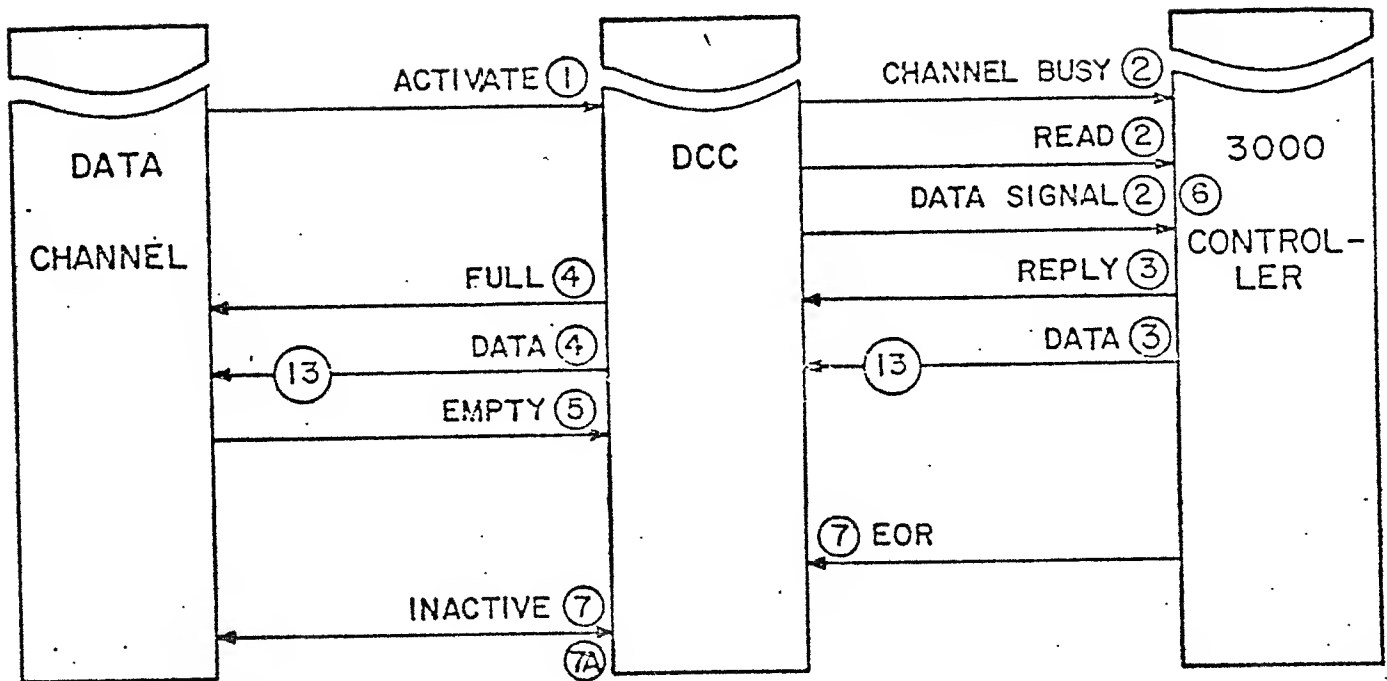 ACTIVATE ①
CHANNEL BUSY ②
DATA
CHANNEL
DCC
READ ②
3000
CONTROL-
LER
DATA SIGNAL ② ⑥
FULL ④
REPLY ③
DATA ④
⑬
DATA ③
⑬
EMPTY ⑤
⑦ EOR
INACTIVE ⑦
7A